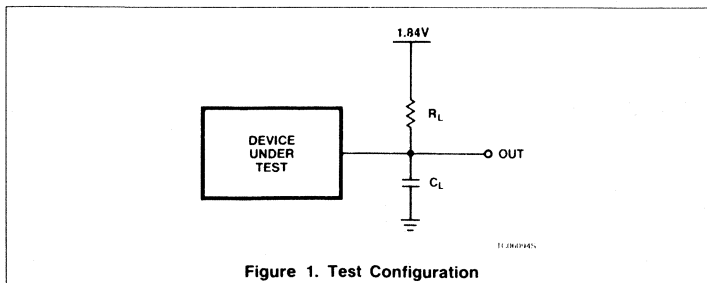 1.84V
R_L
DEVICE
UNDER
TEST
OUT
C_L
Figure 1. Test Configuration